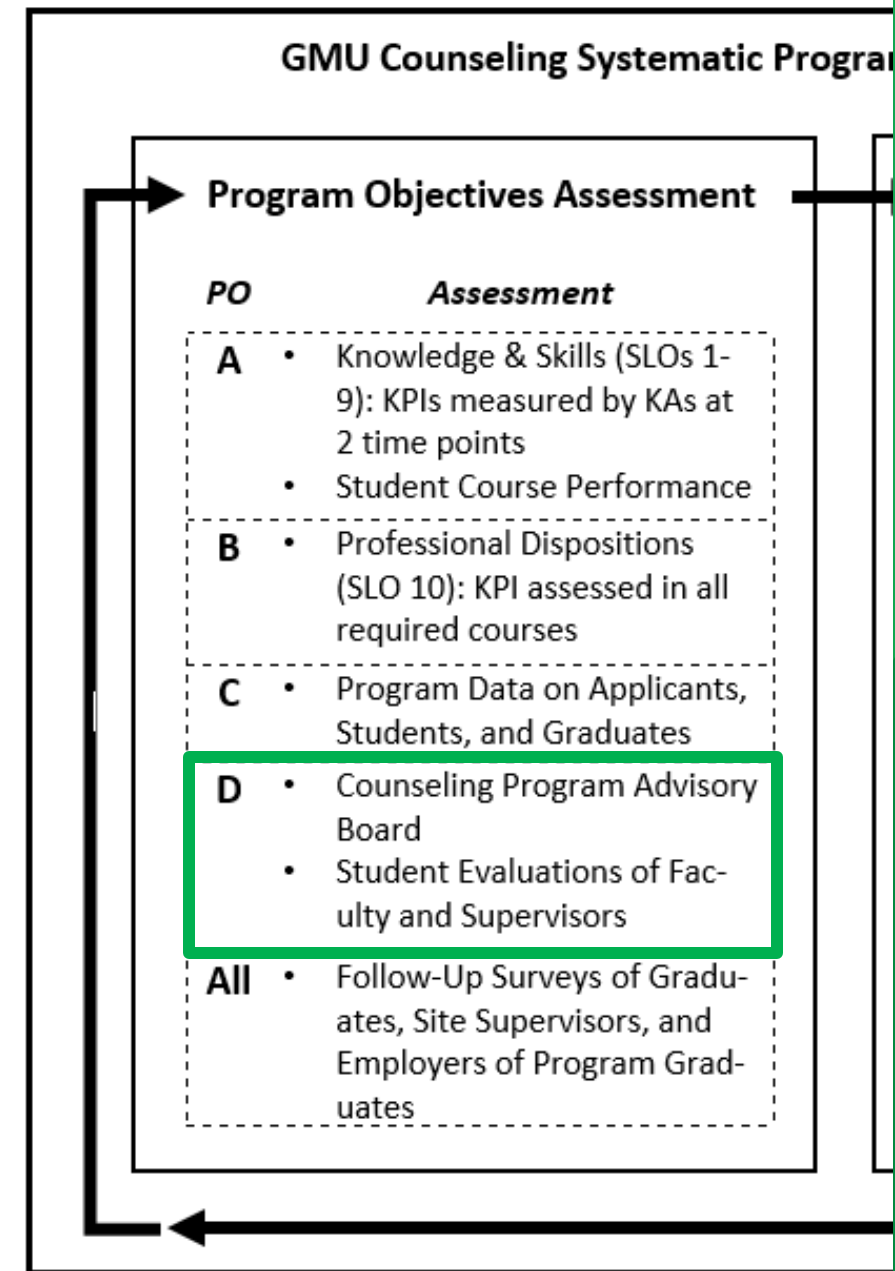 GMU Counseling Systematic
Program Objectives Assessment
PO Assessment
A • Knowledge & Skills (SLOs 1-
9): KPIs measured by KAs at
2 time points
• Student Course Performance
B • Professional Dispositions
(SLO 10): KPI assessed in all
required courses
C • Program Data on Applicants,
Students, and Graduates
D • Counseling Program Advisory
Board
• Student Evaluations of Fac-
ulty and Supervisors
All • Follow-Up Surveys of Gradu-
ates, Site Supervisors, and
Employers of Program Grad-
uates